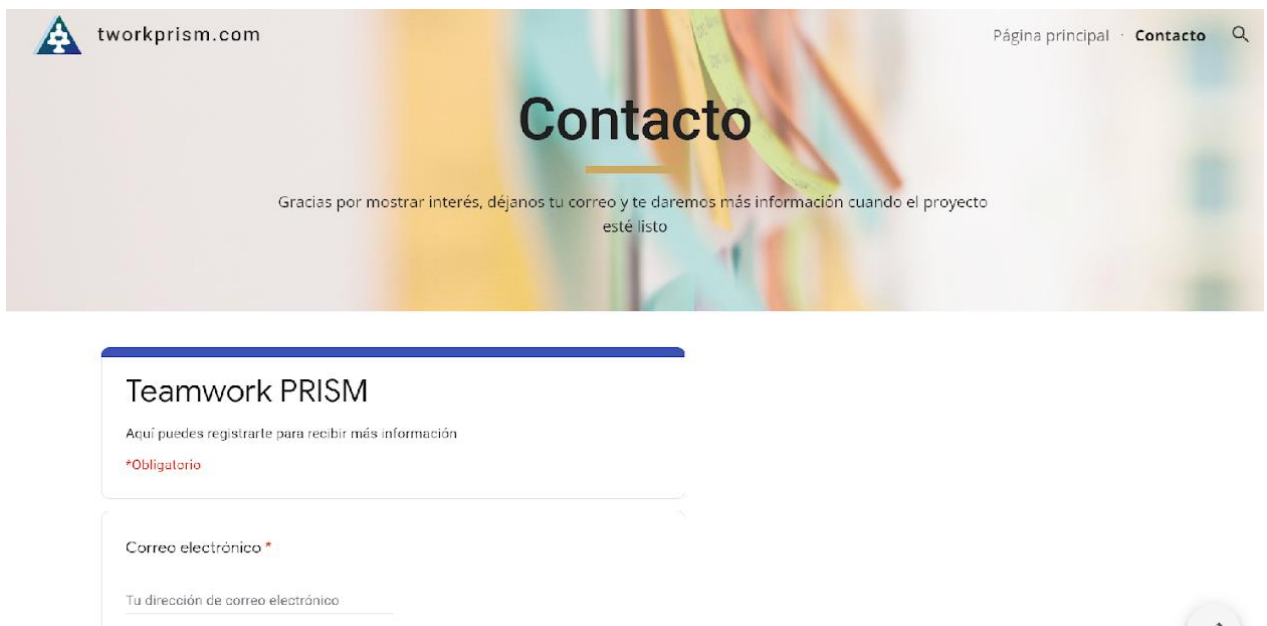 tworkprism.com
Página principal · Contacto
Contacto
Gracias por mostrar interés, déjanos tu correo y te daremos más información cuando el proyecto
esté listo
Teamwork PRISM
Aquí puedes registrarte para recibir más información
*Obligatorio
Correo electrónico *
Tu dirección de correo electrónico